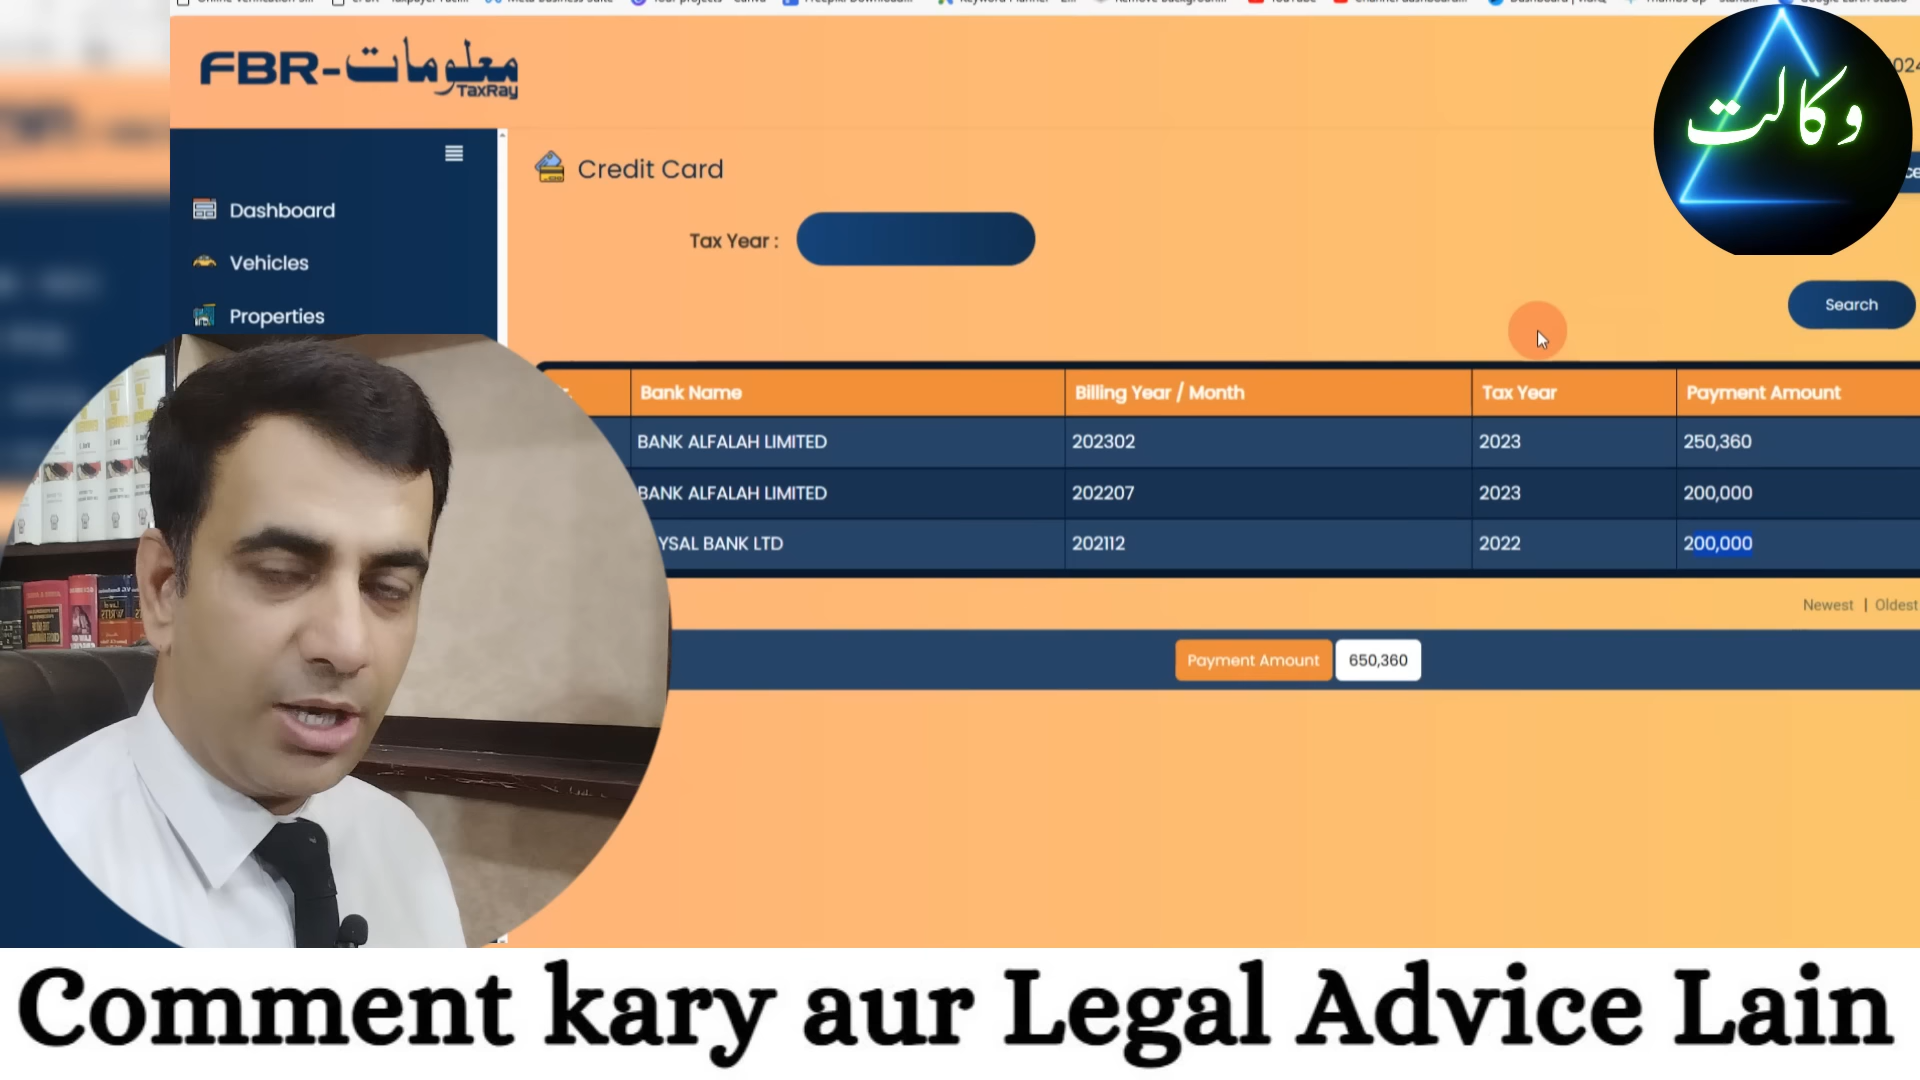 FBR-معلومات
TaxRay
وکالت
Credit Card
Dashboard
Tax Year :
Vehicles
Properties
Search
Bank Name Billing Year / Month Tax Year Payment Amount
BANK ALFALAH LIMITED 202302 2023 250,360
BANK ALFALAH LIMITED 202207 2023 200,000
YSAL BANK LTD 202112 2022 200,000
Newest | Oldest
Payment Amount 650,360
Comment kary aur Legal Advice Lain